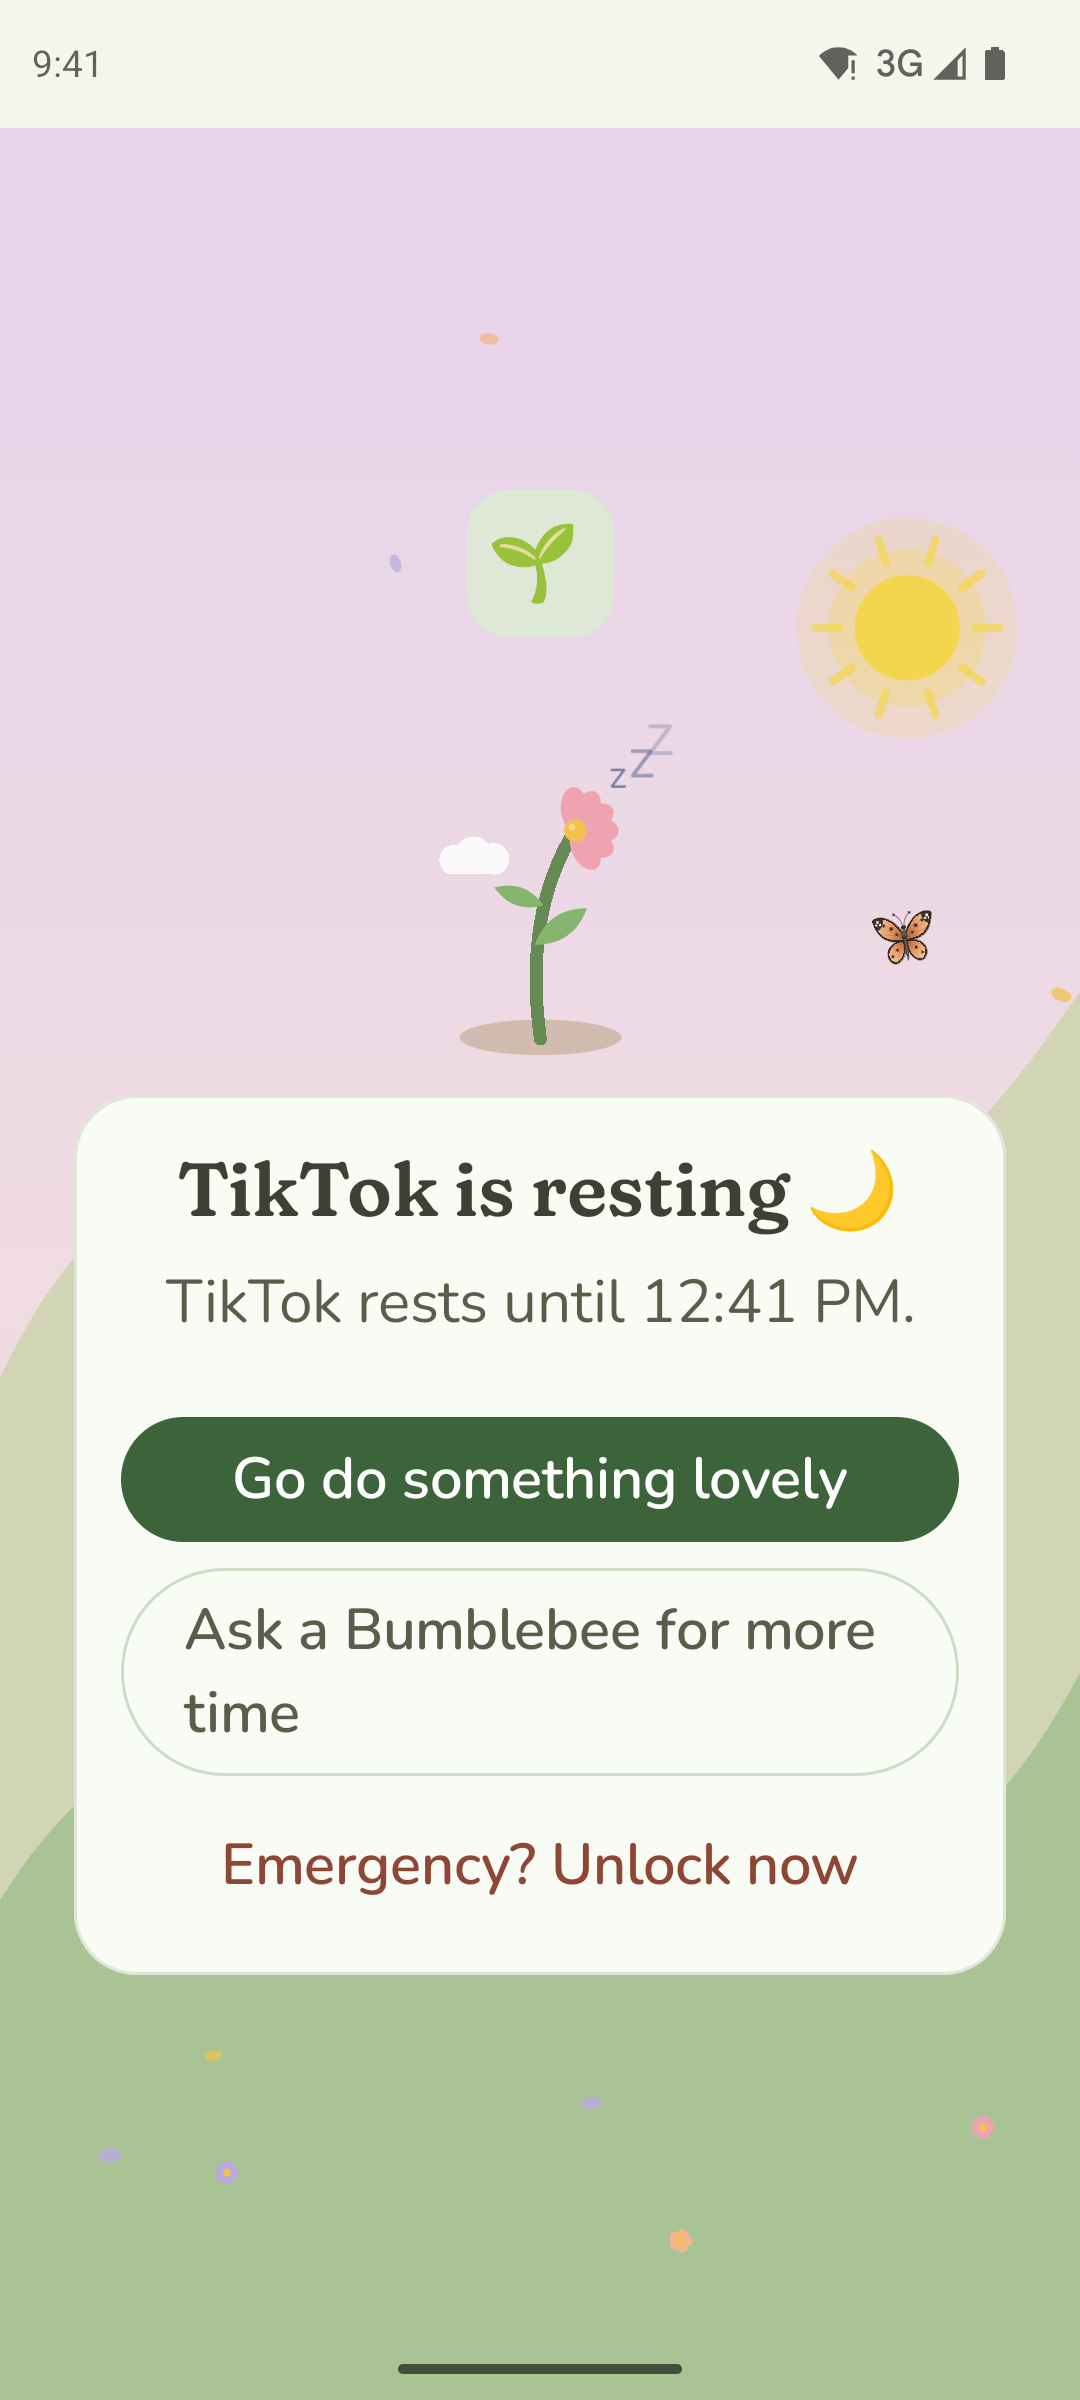 9:41
3G
z
Z
Z
TikTok is resting 🌙
TikTok rests until 12:41 PM.
Go do something lovely
Ask a Bumblebee for more
time
Emergency? Unlock now